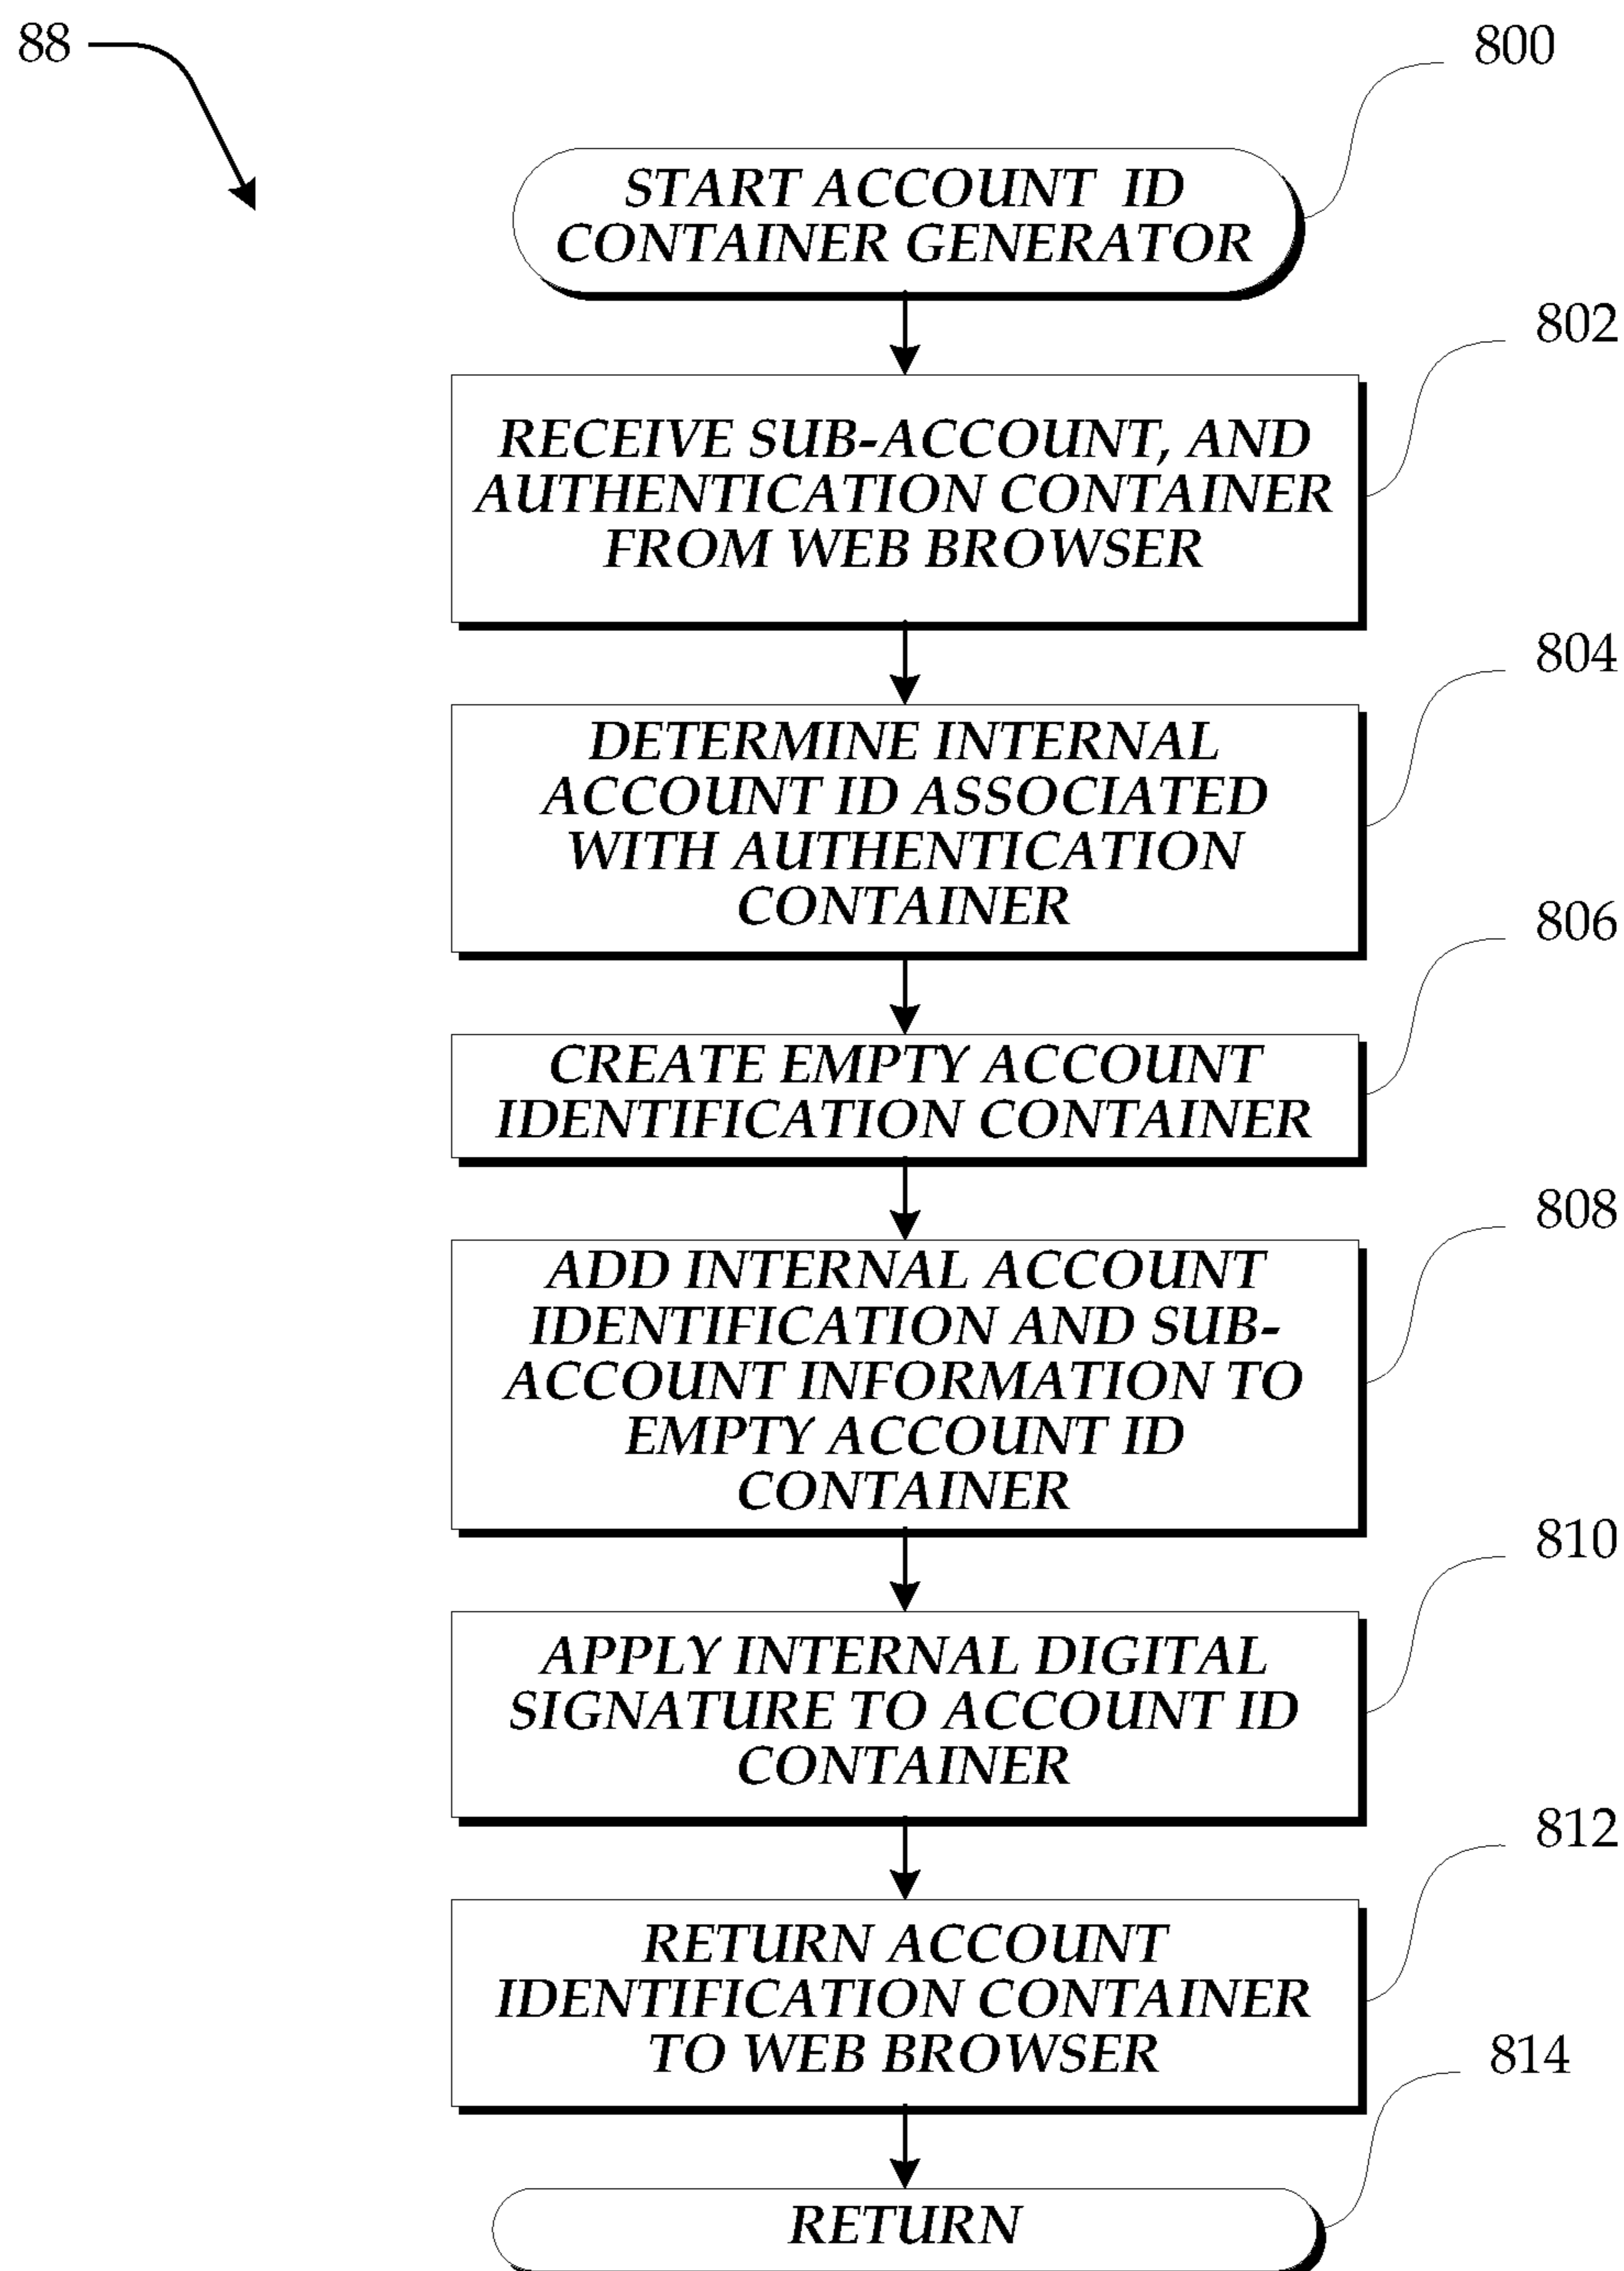 88
800
START ACCOUNT ID
CONTAINER GENERATOR
802
RECEIVE SUB-ACCOUNT, AND
AUTHENTICATION CONTAINER
FROM WEB BROWSER
804
DETERMINE INTERNAL
ACCOUNT ID ASSOCIATED
WITH AUTHENTICATION
CONTAINER
806
CREATE EMPTY ACCOUNT
IDENTIFICATION CONTAINER
808
ADD INTERNAL ACCOUNT
IDENTIFICATION AND SUB-
ACCOUNT INFORMATION TO
EMPTY ACCOUNT ID
CONTAINER
810
APPLY INTERNAL DIGITAL
SIGNATURE TO ACCOUNT ID
CONTAINER
812
RETURN ACCOUNT
IDENTIFICATION CONTAINER
TO WEB BROWSER
814
RETURN